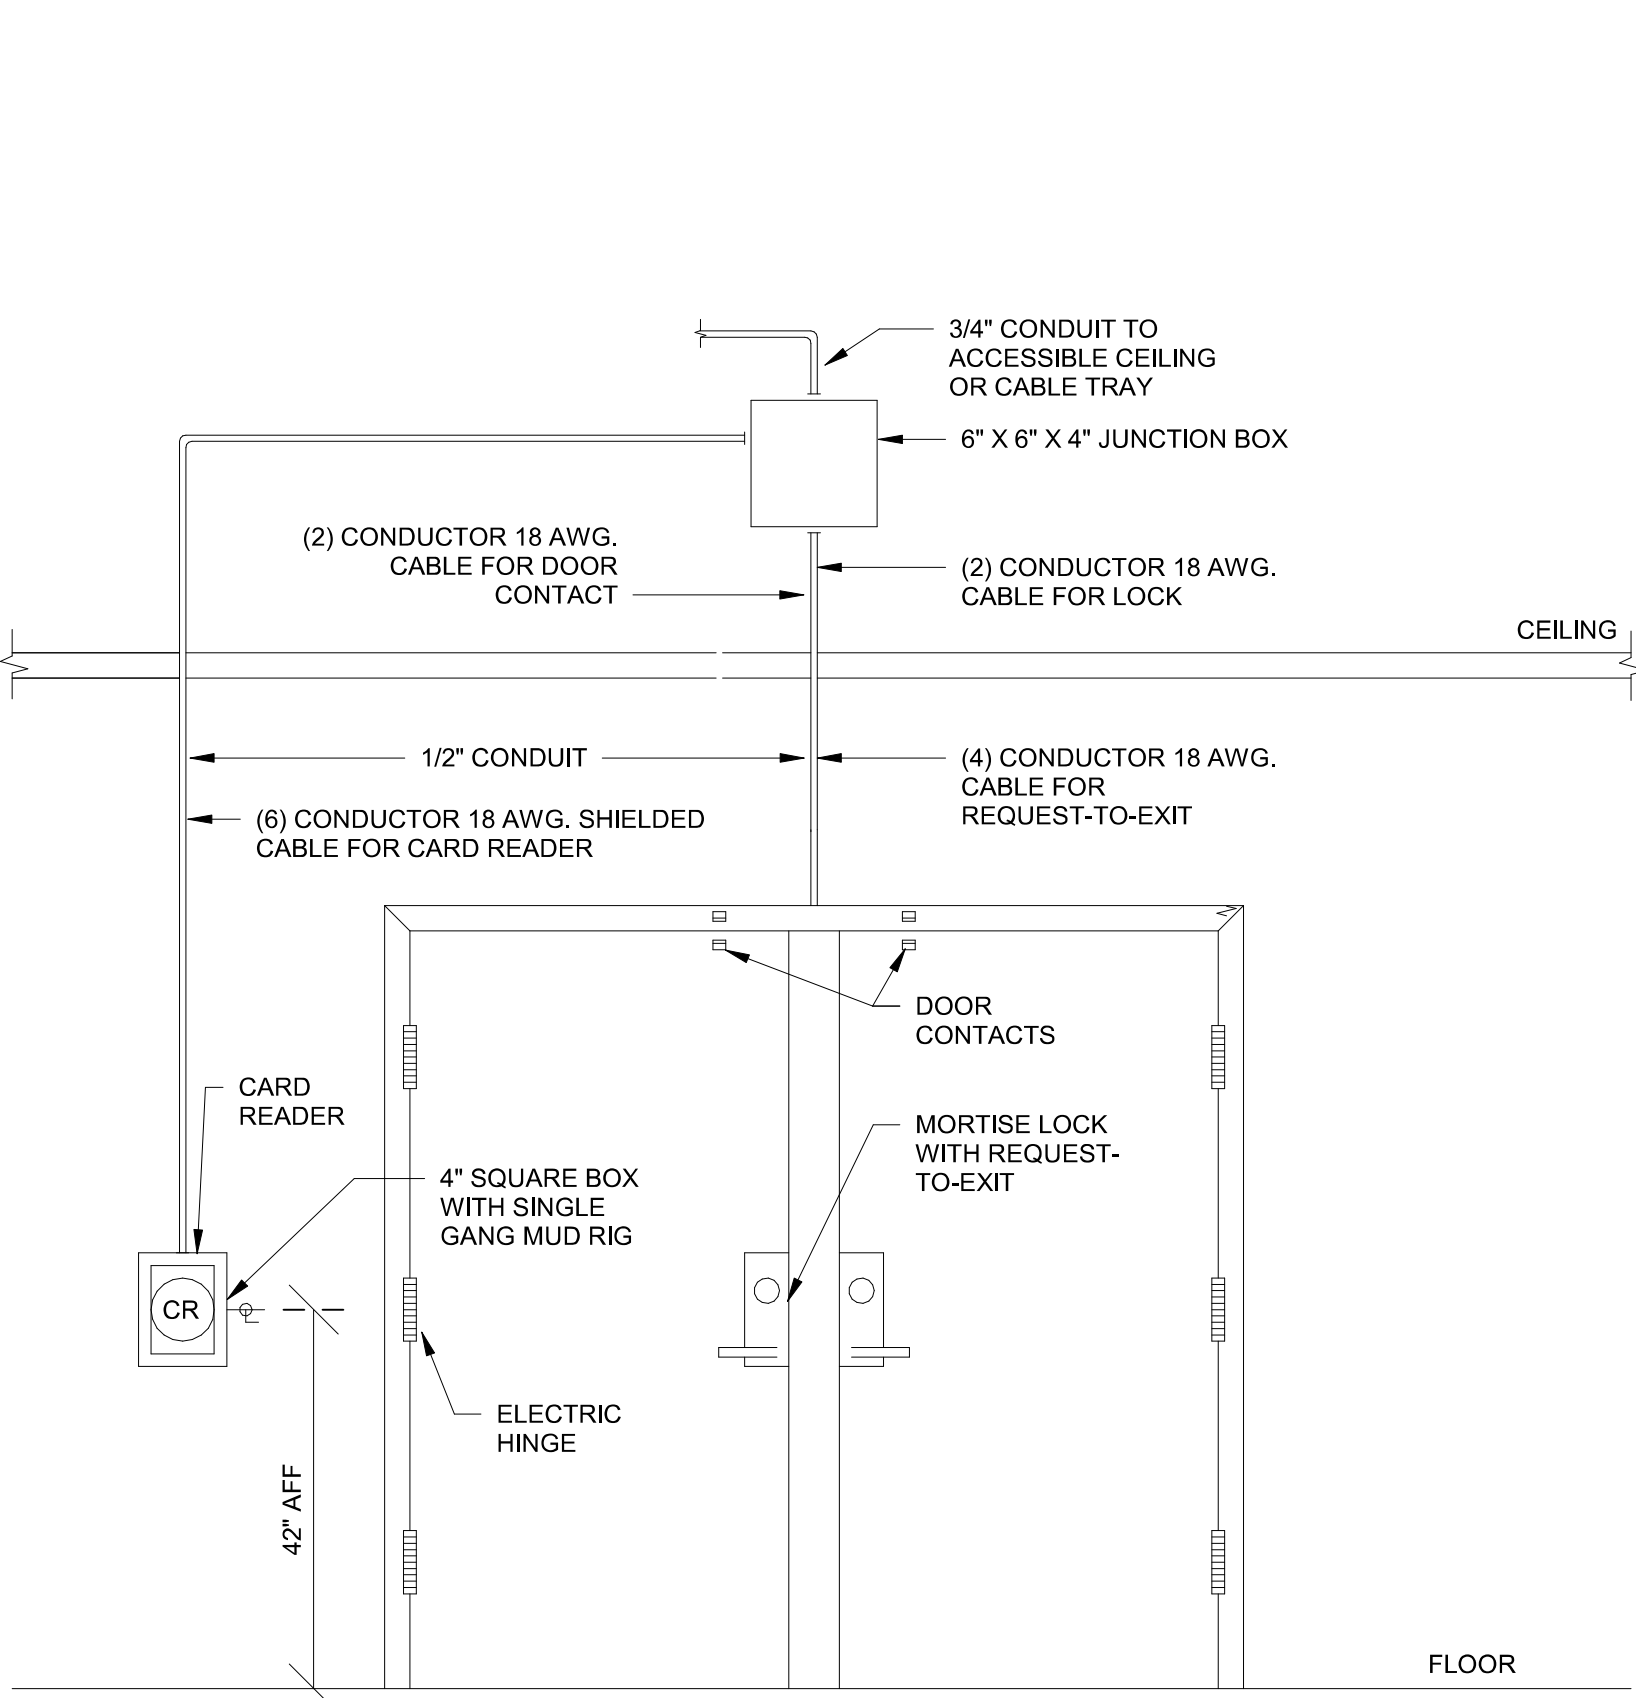 3/4" CONDUIT TO
ACCESSIBLE CEILING
OR CABLE TRAY
6" X 6" X 4" JUNCTION BOX
(2) CONDUCTOR 18 AWG.
CABLE FOR DOOR
CONTACT
(2) CONDUCTOR 18 AWG.
CABLE FOR LOCK
CEILING
1/2" CONDUIT
(4) CONDUCTOR 18 AWG.
CABLE FOR
REQUEST-TO-EXIT
(6) CONDUCTOR 18 AWG. SHIELDED
CABLE FOR CARD READER
DOOR
CONTACTS
CARD
READER
MORTISE LOCK
WITH REQUEST-
TO-EXIT
4" SQUARE BOX
WITH SINGLE
GANG MUD RIG
CR
ELECTRIC
HINGE
42" AFF
FLOOR